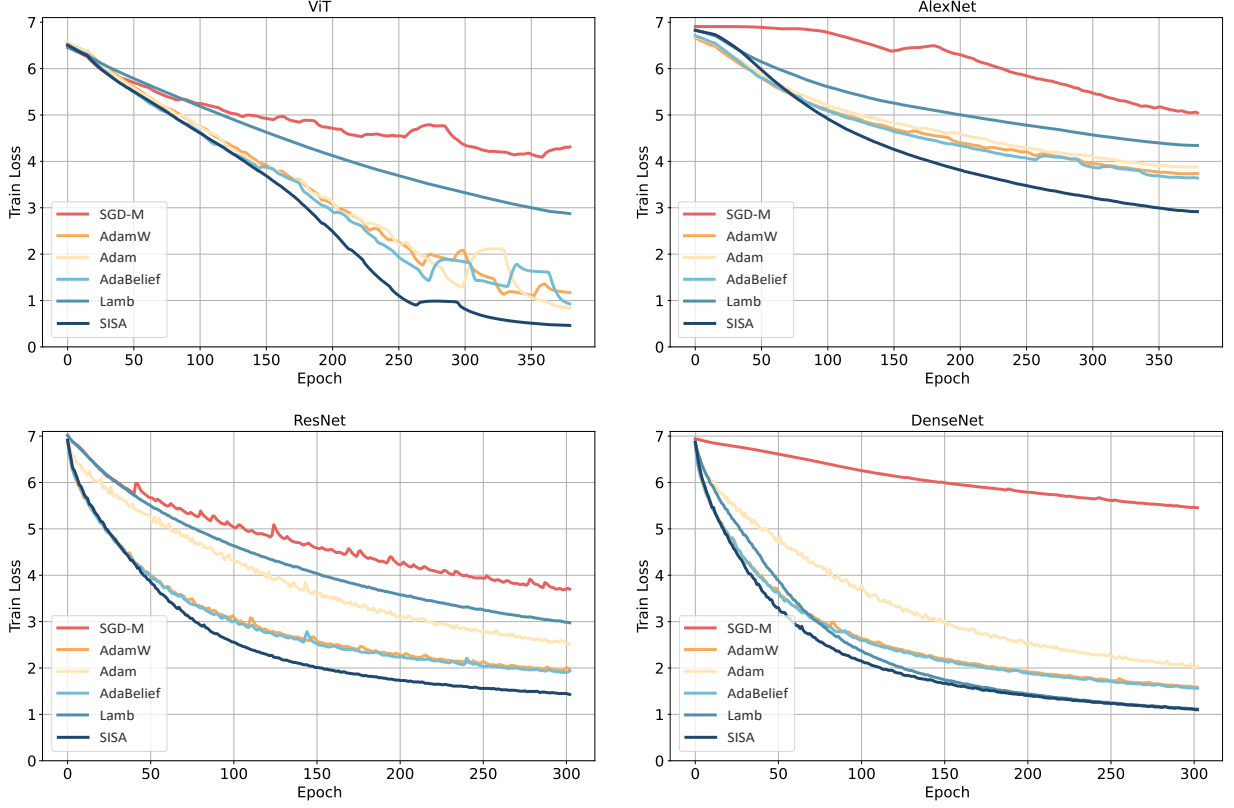 ViT
7
6
5
4
3
2
1
0
Train Loss
SGD-M
AdamW
Adam
AdaBelief
Lamb
SISA
0 50 100 150 200 250 300 350
Epoch
AlexNet
7
6
5
4
3
2
1
0
Train Loss
SGD-M
AdamW
Adam
AdaBelief
Lamb
SISA
0 50 100 150 200 250 300 350
Epoch
ResNet
7
6
5
4
3
2
1
0
Train Loss
SGD-M
AdamW
Adam
AdaBelief
Lamb
SISA
0 50 100 150 200 250 300
Epoch
DenseNet
7
6
5
4
3
2
1
0
Train Loss
SGD-M
AdamW
Adam
AdaBelief
Lamb
SISA
0 50 100 150 200 250 300
Epoch